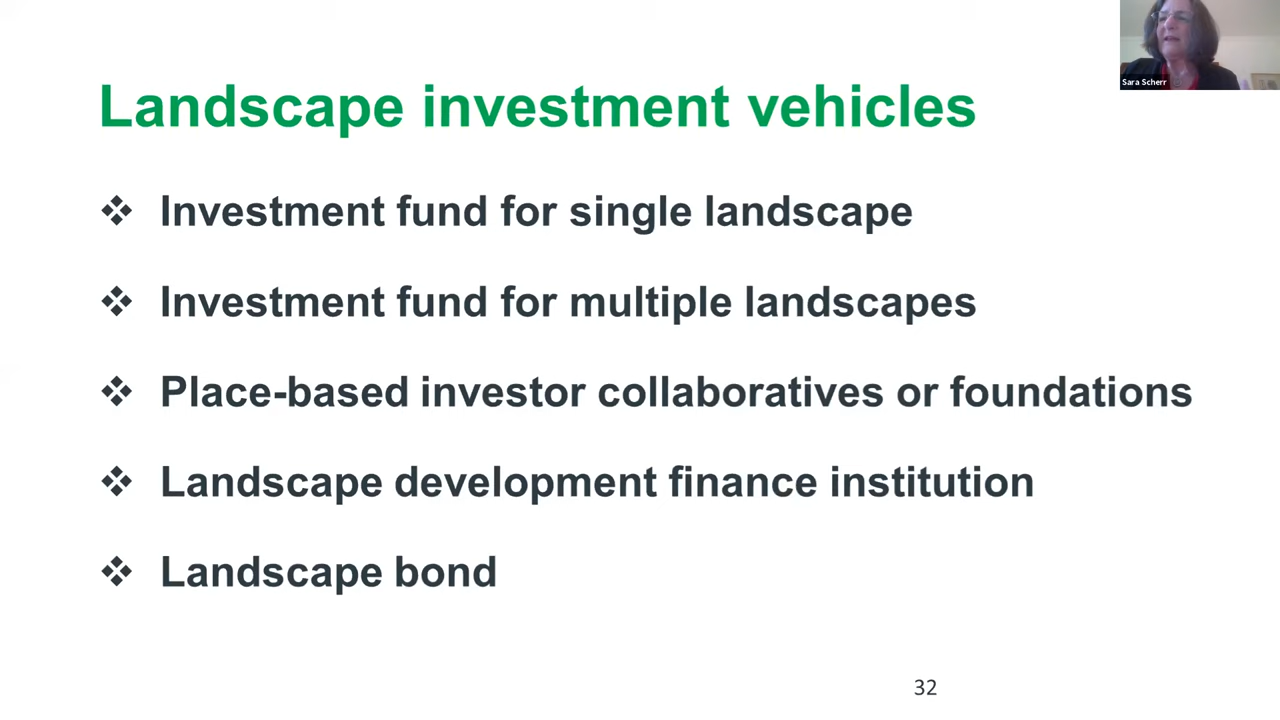 Sara Scherr
Landscape investment vehicles
❖ Investment fund for single landscape
❖ Investment fund for multiple landscapes
❖ Place-based investor collaboratives or foundations
❖ Landscape development finance institution
❖ Landscape bond
32